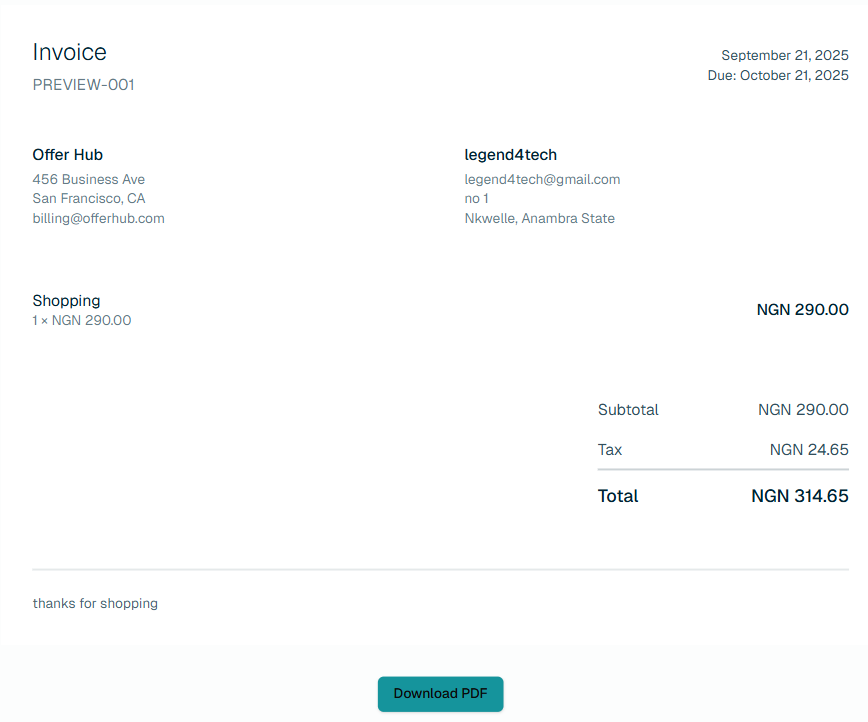 Invoice
PREVIEW-001
September 21, 2025
Due: October 21, 2025
Offer Hub
456 Business Ave
San Francisco, CA
billing@offerhub.com
legend4tech
legend4tech@gmail.com
no 1
Nkwelle, Anambra State
Shopping
1 × NGN 290.00
NGN 290.00
Subtotal NGN 290.00
Tax NGN 24.65
Total NGN 314.65
thanks for shopping
Download PDF